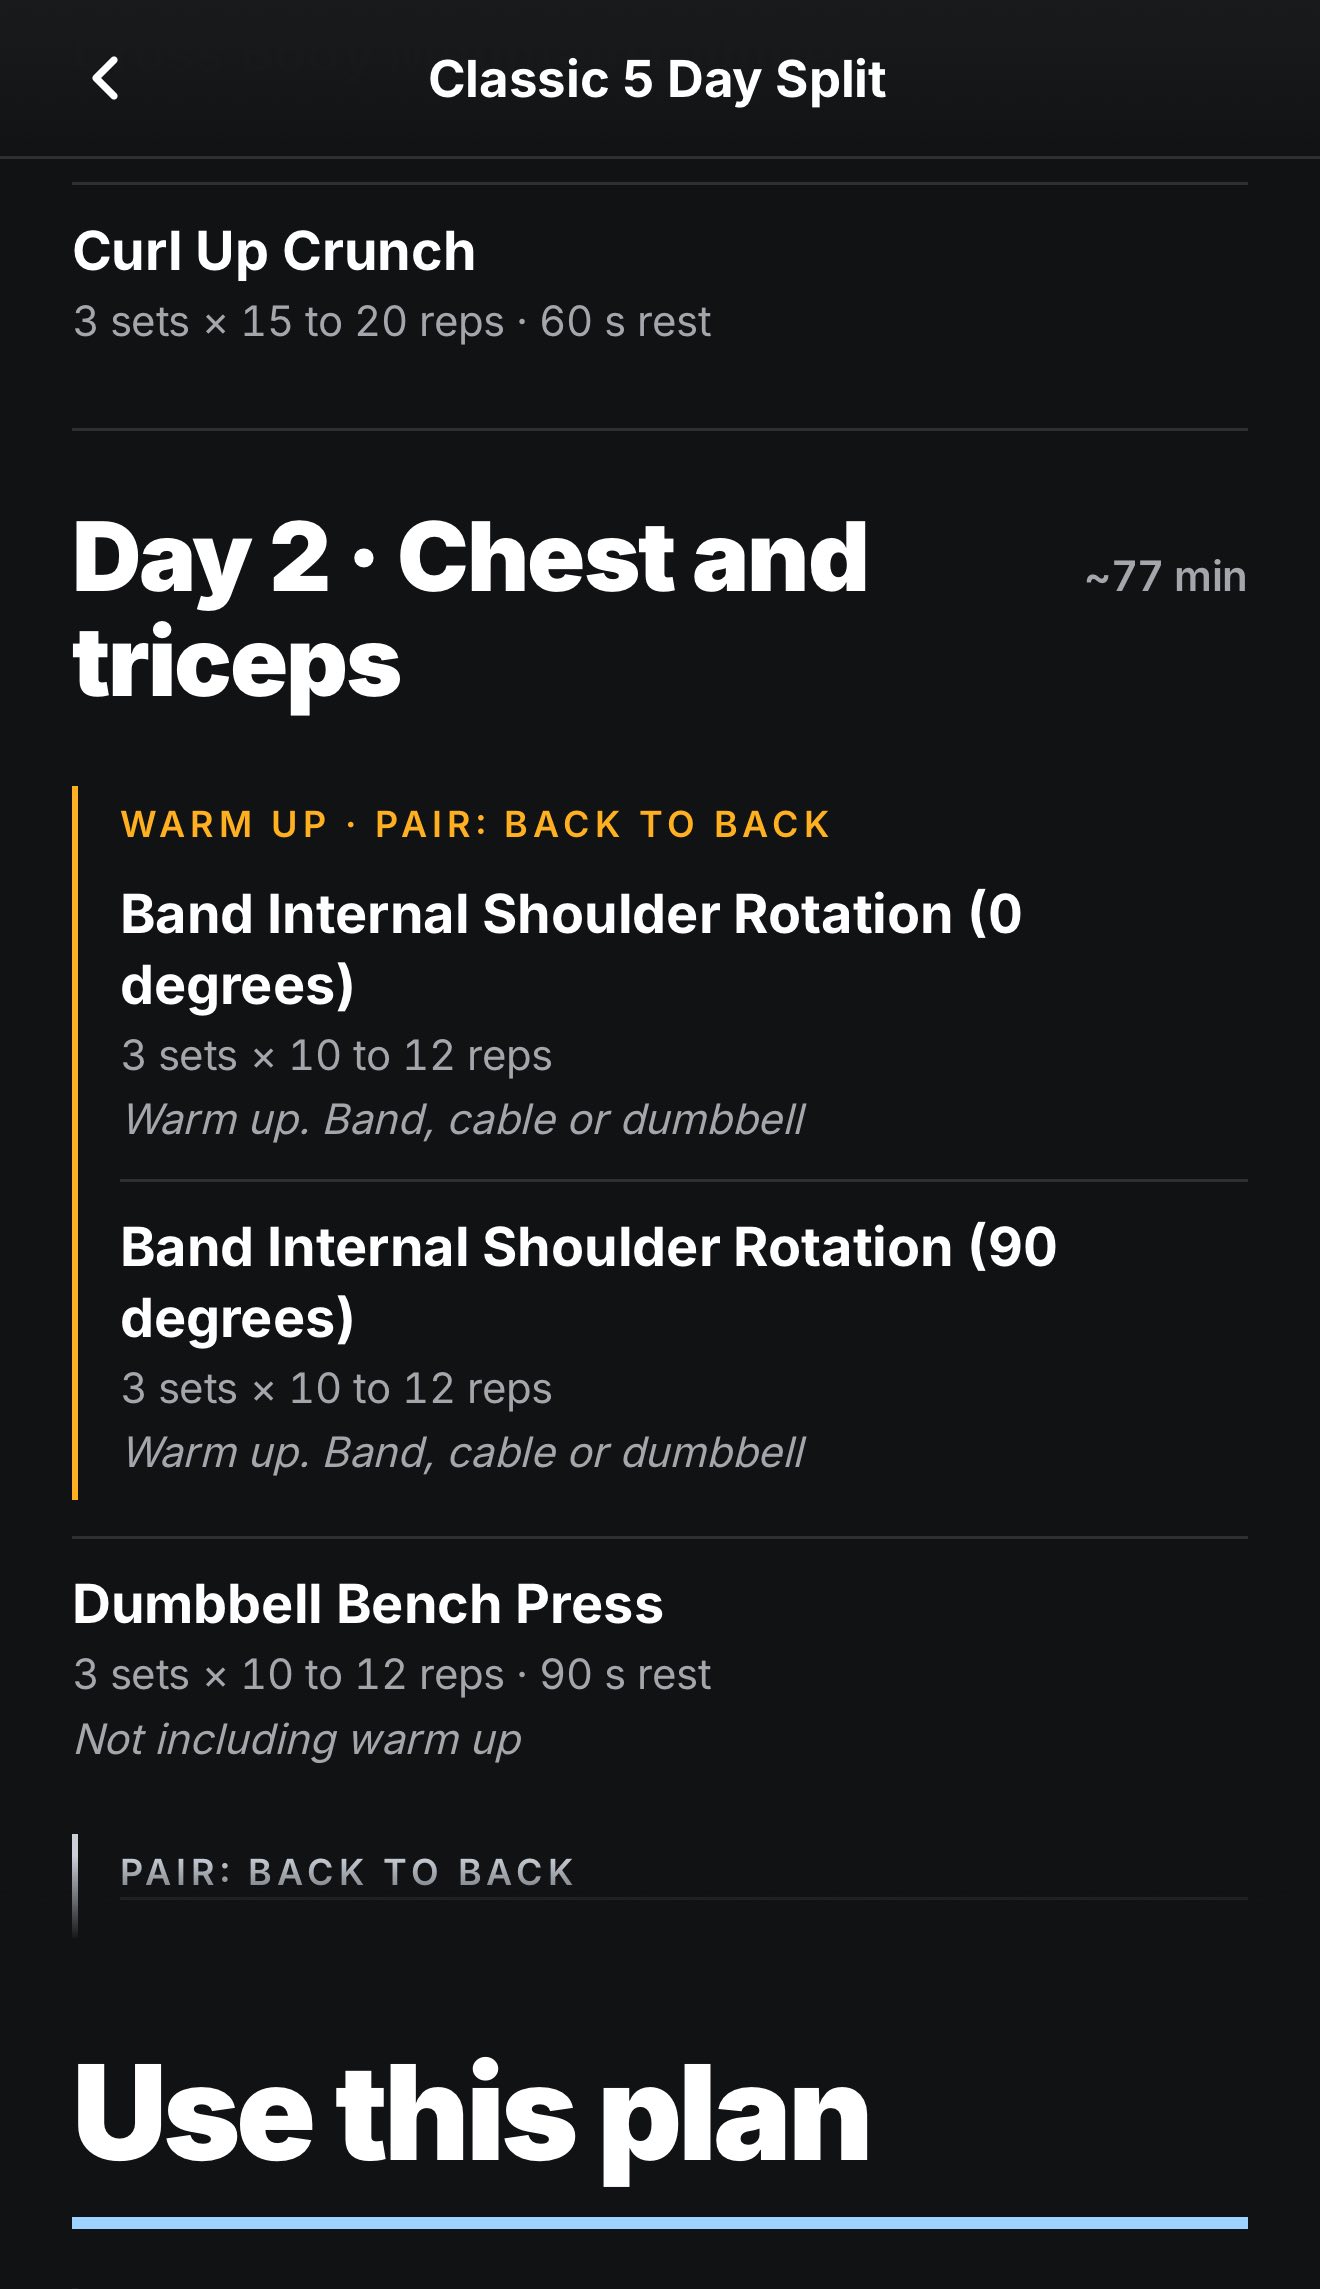 Classic 5 Day Split
Curl Up Crunch
3 sets × 15 to 20 reps · 60 s rest
Day 2 · Chest and
~77 min
triceps
WARM UP · PAIR: BACK TO BACK
Band Internal Shoulder Rotation (0
degrees)
3 sets × 10 to 12 reps
Warm up. Band, cable or dumbbell
Band Internal Shoulder Rotation (90
degrees)
3 sets × 10 to 12 reps
Warm up. Band, cable or dumbbell
Dumbbell Bench Press
3 sets × 10 to 12 reps · 90 s rest
Not including warm up
PAIR: BACK TO BACK
Use this plan